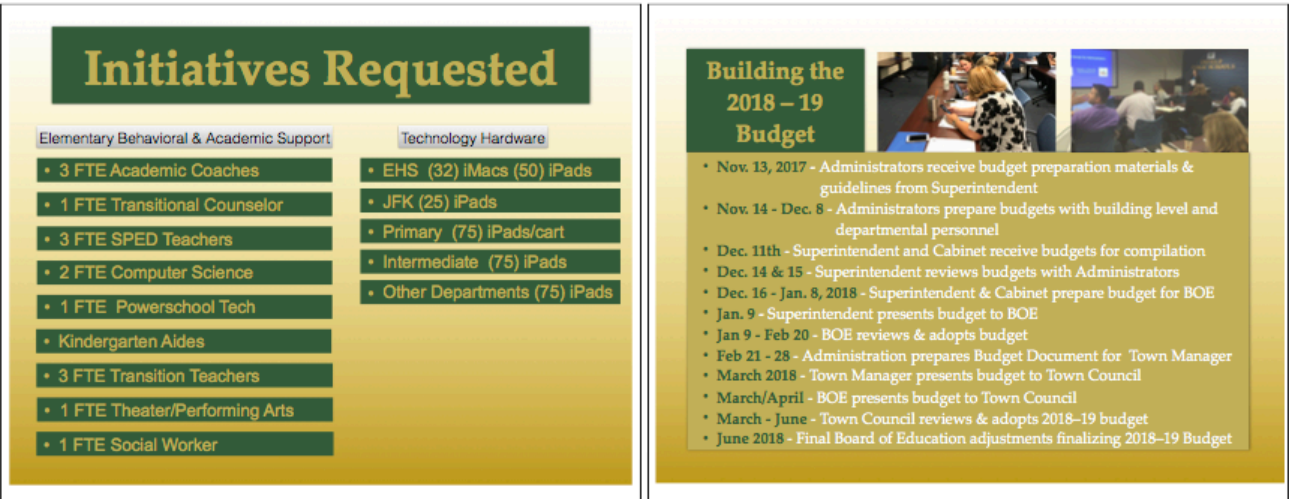 Initiatives Requested
Elementary Behavioral & Academic Support
• 3 FTE Academic Coaches
• 1 FTE Transitional Counselor
• 3 FTE SPED Teachers
• 2 FTE Computer Science
• 1 FTE Powerschool Tech
• Kindergarten Aides
• 3 FTE Transition Teachers
• 1 FTE Theater/Performing Arts
• 1 FTE Social Worker
Technology Hardware
• EHS (32) iMacs (50) iPads
• JFK (25) iPads
• Primary (75) iPads/cart
• Intermediate (75) iPads
• Other Departments (75) iPads
Building the
2018 – 19
Budget
• Nov. 13, 2017 - Administrators receive budget preparation materials &
guidelines from Superintendent
• Nov. 14 - Dec. 8 - Administrators prepare budgets with building level and
departmental personnel
• Dec. 11th - Superintendent and Cabinet receive budgets for compilation
• Dec. 14 & 15 - Superintendent reviews budgets with Administrators
• Dec. 16 - Jan. 8, 2018 - Superintendent & Cabinet prepare budget for BOE
• Jan. 9 - Superintendent presents budget to BOE
• Jan 9 - Feb 20 - BOE reviews & adopts budget
• Feb 21 - 28 - Administration prepares Budget Document for Town Manager
• March 2018 - Town Manager presents budget to Town Council
• March/April - BOE presents budget to Town Council
• March - June - Town Council reviews & adopts 2018–19 budget
• June 2018 - Final Board of Education adjustments finalizing 2018–19 Budget